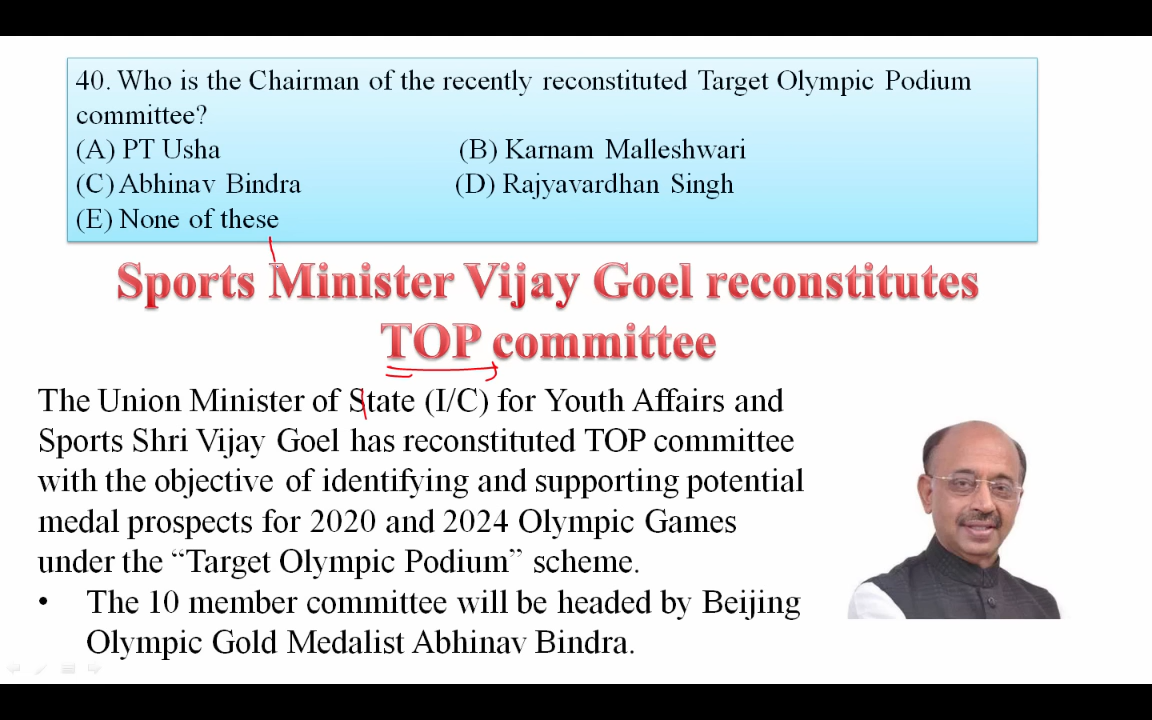 40. Who is the Chairman of the recently reconstituted Target Olympic Podium
committee?
(A) PT Usha (B) Karnam Malleshwari
(C) Abhinav Bindra (D) Rajyavardhan Singh
(E) None of these
Sports Minister Vijay Goel reconstitutes
TOP committee
The Union Minister of State (I/C) for Youth Affairs and
Sports Shri Vijay Goel has reconstituted TOP committee
with the objective of identifying and supporting potential
medal prospects for 2020 and 2024 Olympic Games
under the “Target Olympic Podium” scheme.
• The 10 member committee will be headed by Beijing
Olympic Gold Medalist Abhinav Bindra.